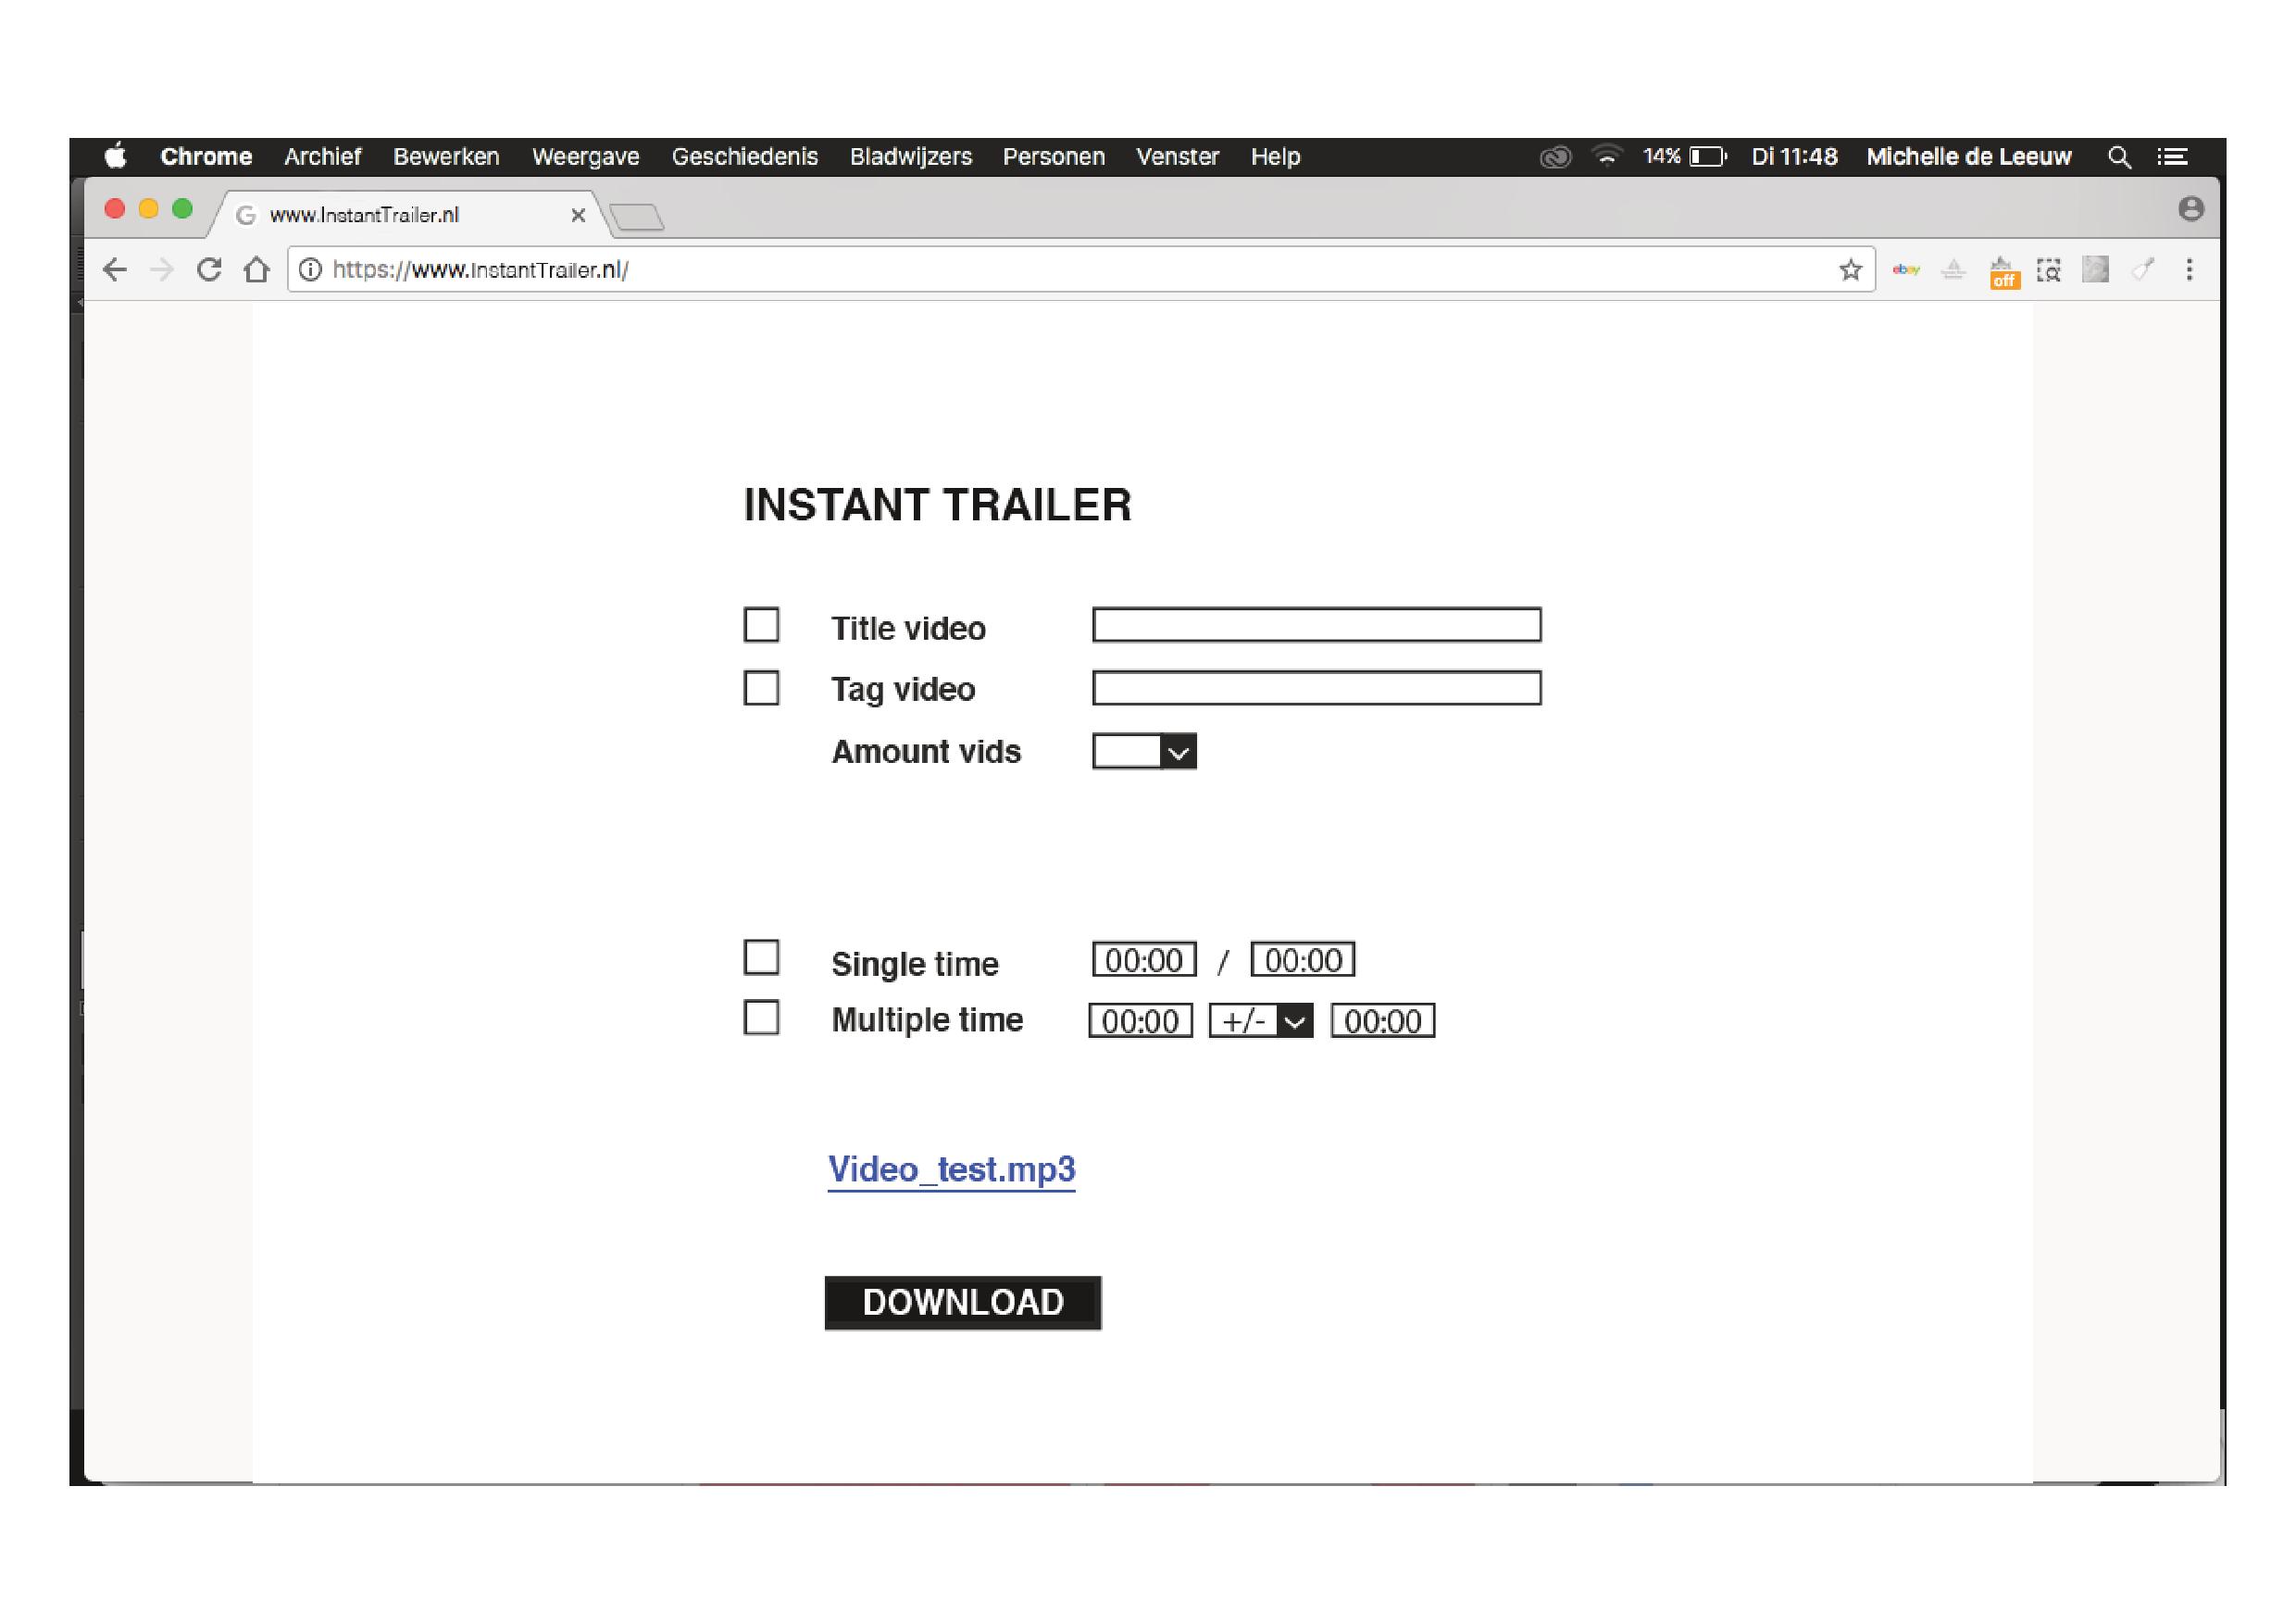 Chrome Archief Bewerken Weergave Geschiedenis Bladwijzers Personen Venster Help 14% Di 11:48 Michelle de Leeuw
www.InstantTrailer.nl
https://www.InstantTrailer.nl/
ebay
off
INSTANT TRAILER
Title video
Tag video
Amount vids
Single time 00:00 / 00:00
Multiple time 00:00 +/- 00:00
Video_test.mp3
DOWNLOAD